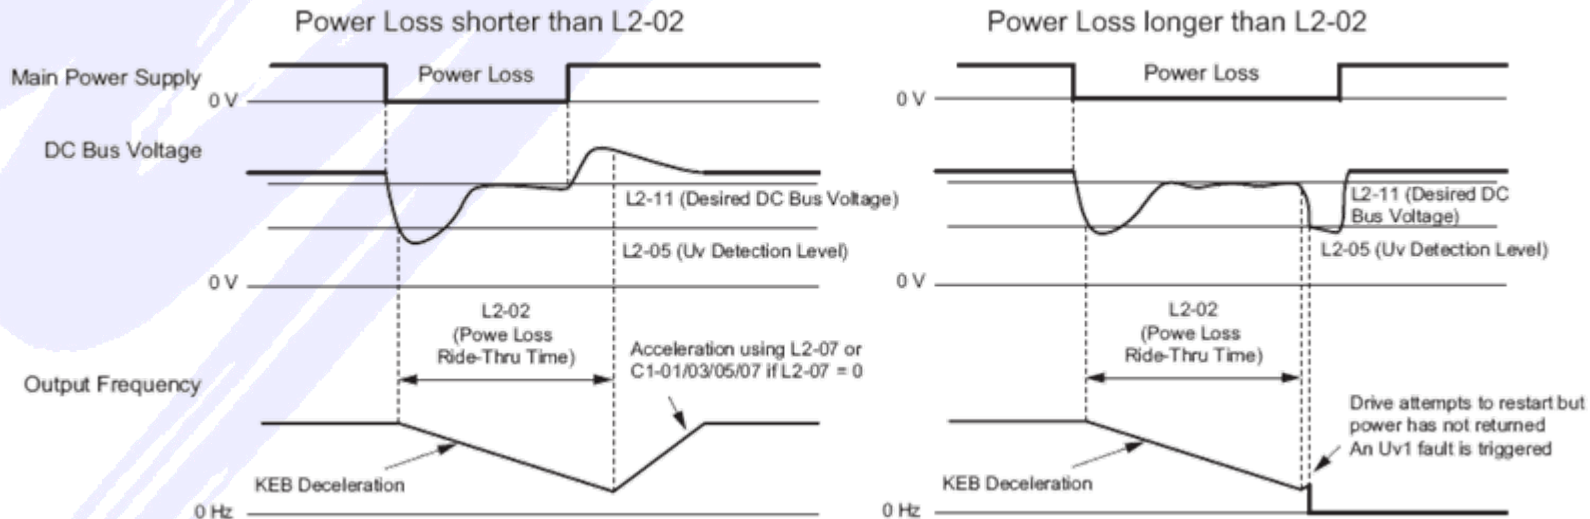 Power Loss shorter than L2-02
Main Power Supply
Power Loss
0 V
DC Bus Voltage
L2-11 (Desired DC Bus Voltage)
L2-05 (Uv Detection Level)
0 V
L2-02
(Powe Loss
Ride-Thru Time)
Acceleration using L2-07 or
C1-01/03/05/07 if L2-07 = 0
Output Frequency
KEB Deceleration
0 Hz
Power Loss longer than L2-02
Power Loss
0 V
L2-11 (Desired DC
Bus Voltage)
L2-05 (Uv Detection Level)
0 V
L2-02
(Powe Loss
Ride-Thru Time)
Drive attempts to restart but
power has not returned
An Uv1 fault is triggered
KEB Deceleration
0 Hz